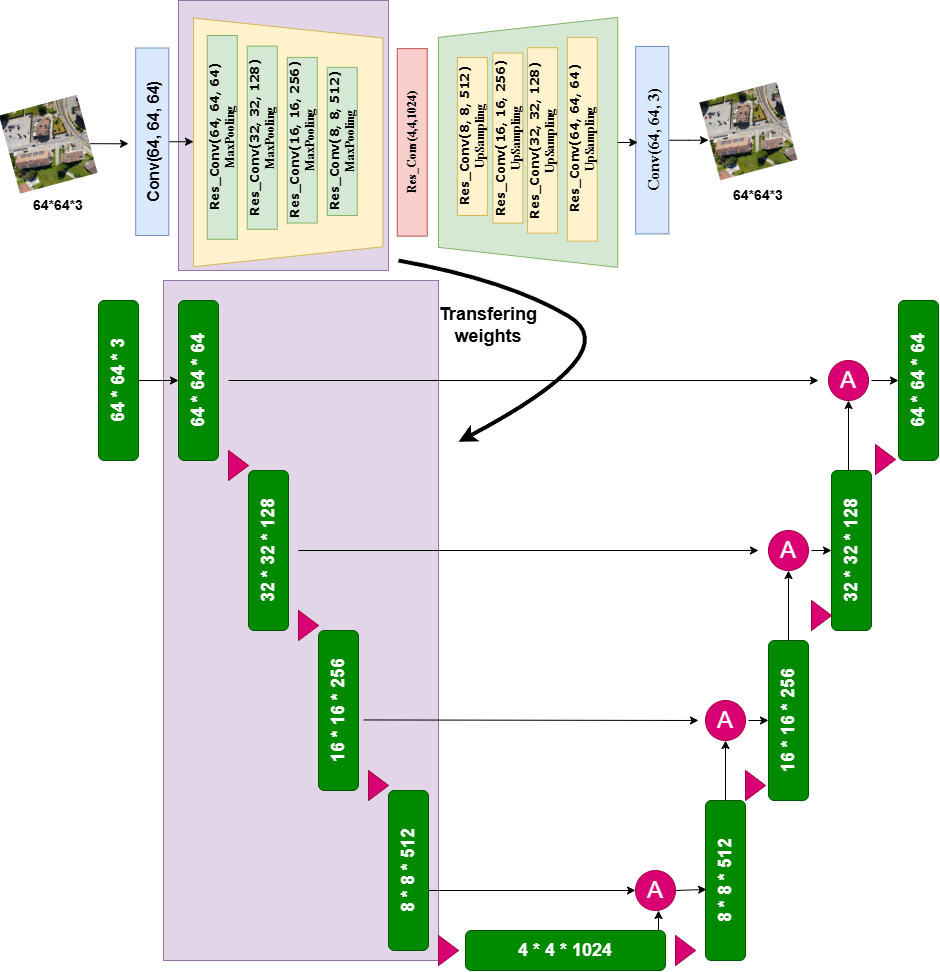 64*64*3
Conv(64, 64, 64)
Res_Conv(64, 64, 64)
MaxPooling
Res_Conv(32, 32, 128)
MaxPooling
Res_Conv(16, 16, 256)
MaxPooling
Res_Conv(8, 8, 512)
MaxPooling
Res_Com(4,4,1024)
Res_Conv(8, 8, 512)
UpSampling
Res_Conv(16, 16, 256)
UpSampling
Res_Conv(32, 32, 128)
UpSampling
Res_Conv(64, 64, 64)
UpSampling
Conv(64, 64, 3)
64*64*3
Transfering
weights
64 * 64 * 3
64 * 64 * 64
A
64 * 64 * 64
32 * 32 * 128
A
32 * 32 * 128
16 * 16 * 256
A
16 * 16 * 256
8 * 8 * 512
A
8 * 8 * 512
4 * 4 * 1024